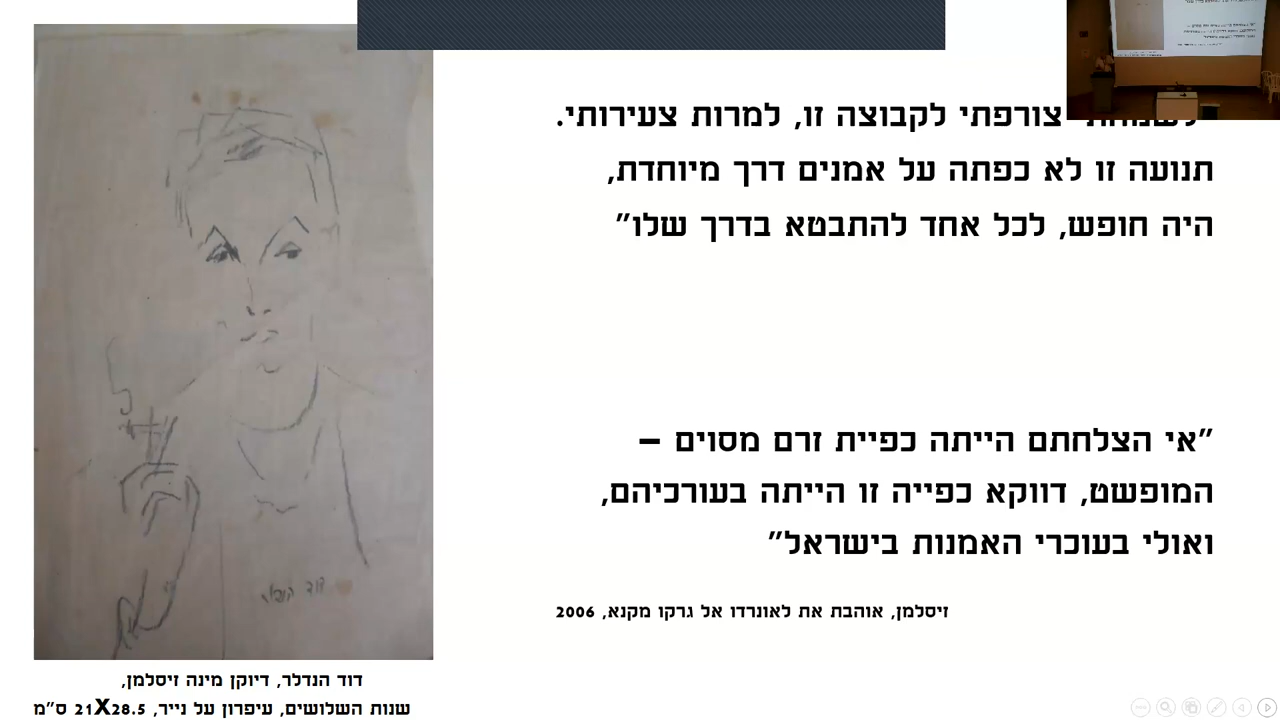 לשמחתי צורפתי לקבוצה זו, למרות צעירותי.
תנועה זו לא כפתה על אמנים דרך מיוחדת,
היה חופש, לכל אחד להתבטא בדרך שלו"
"אי הצלחתם הייתה כפיית זרם מסוים –
המופשט, דווקא כפייה זו הייתה בעורכיהם,
ואולי בעוכרי האמנות בישראל"
זיסלמן, אוהבת את לאונרדו אל גרקו מקנא, 2006
דוד הנדלר, דיוקן מינה זיסלמן,
שנות השלושים, עיפרון על נייר, 21X28.5 ס"מ